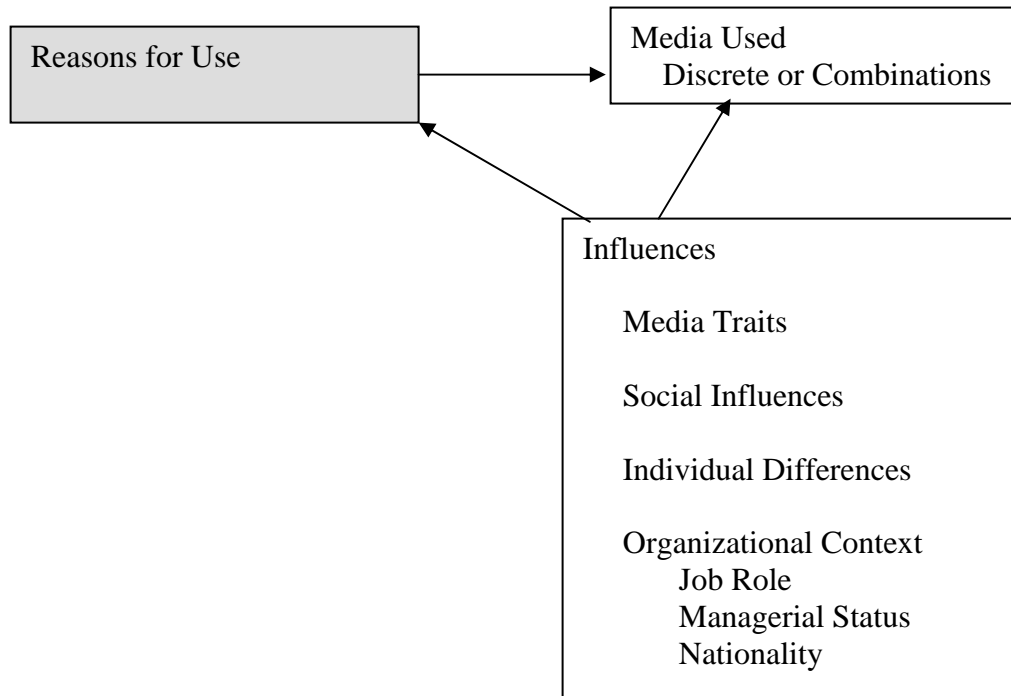 Reasons for Use
Media Used
Discrete or Combinations
Influences
Media Traits
Social Influences
Individual Differences
Organizational Context
Job Role
Managerial Status
Nationality